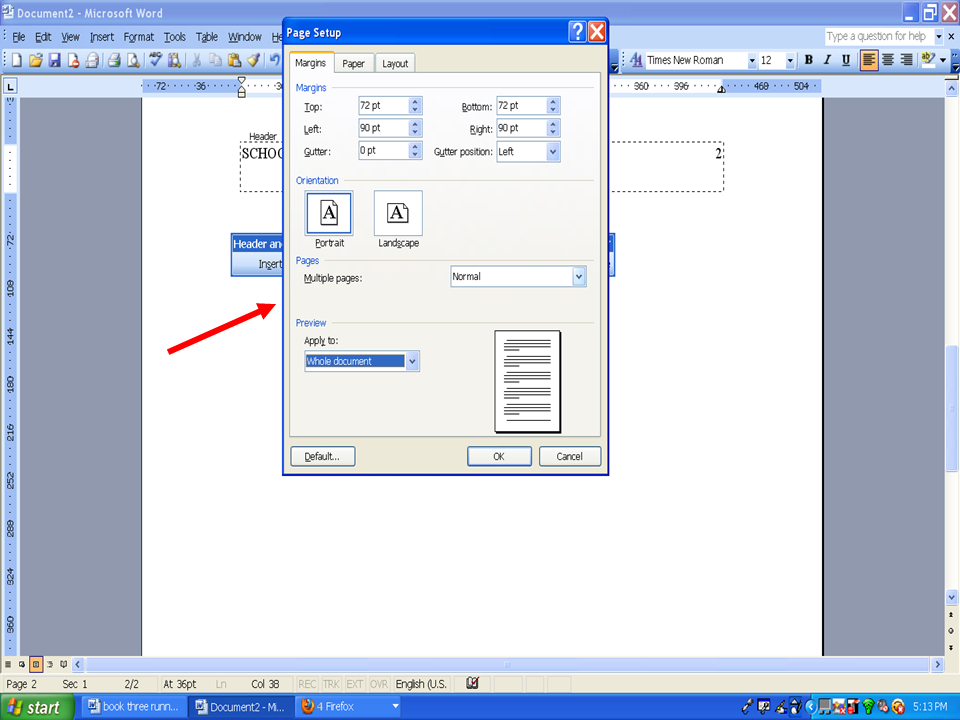 Document2 - Microsoft Word
File Edit View Insert Format Tools Table Window He
Type a question for help
Times New Roman 12 B I U
72 36 360 396 468 504
Page Setup
Margins Paper Layout
Margins
Top: 72 pt Bottom: 72 pt
Left: 90 pt Right: 90 pt
Gutter: 0 pt Gutter position: Left
Orientation
A A
Portrait Landscape
Pages
Multiple pages: Normal
Preview
Apply to:
Whole document
Default... OK Cancel
Header
SCHOO 2
Header an
Insert
72
108
144
180
216
252
288
324
360
Page 2 Sec 1 2/2 At 36pt Ln Col 38 REC TRK EXT OVR English (U.S.
start book three runn... Document2 - Mi... 4 Firefox 5:13 PM